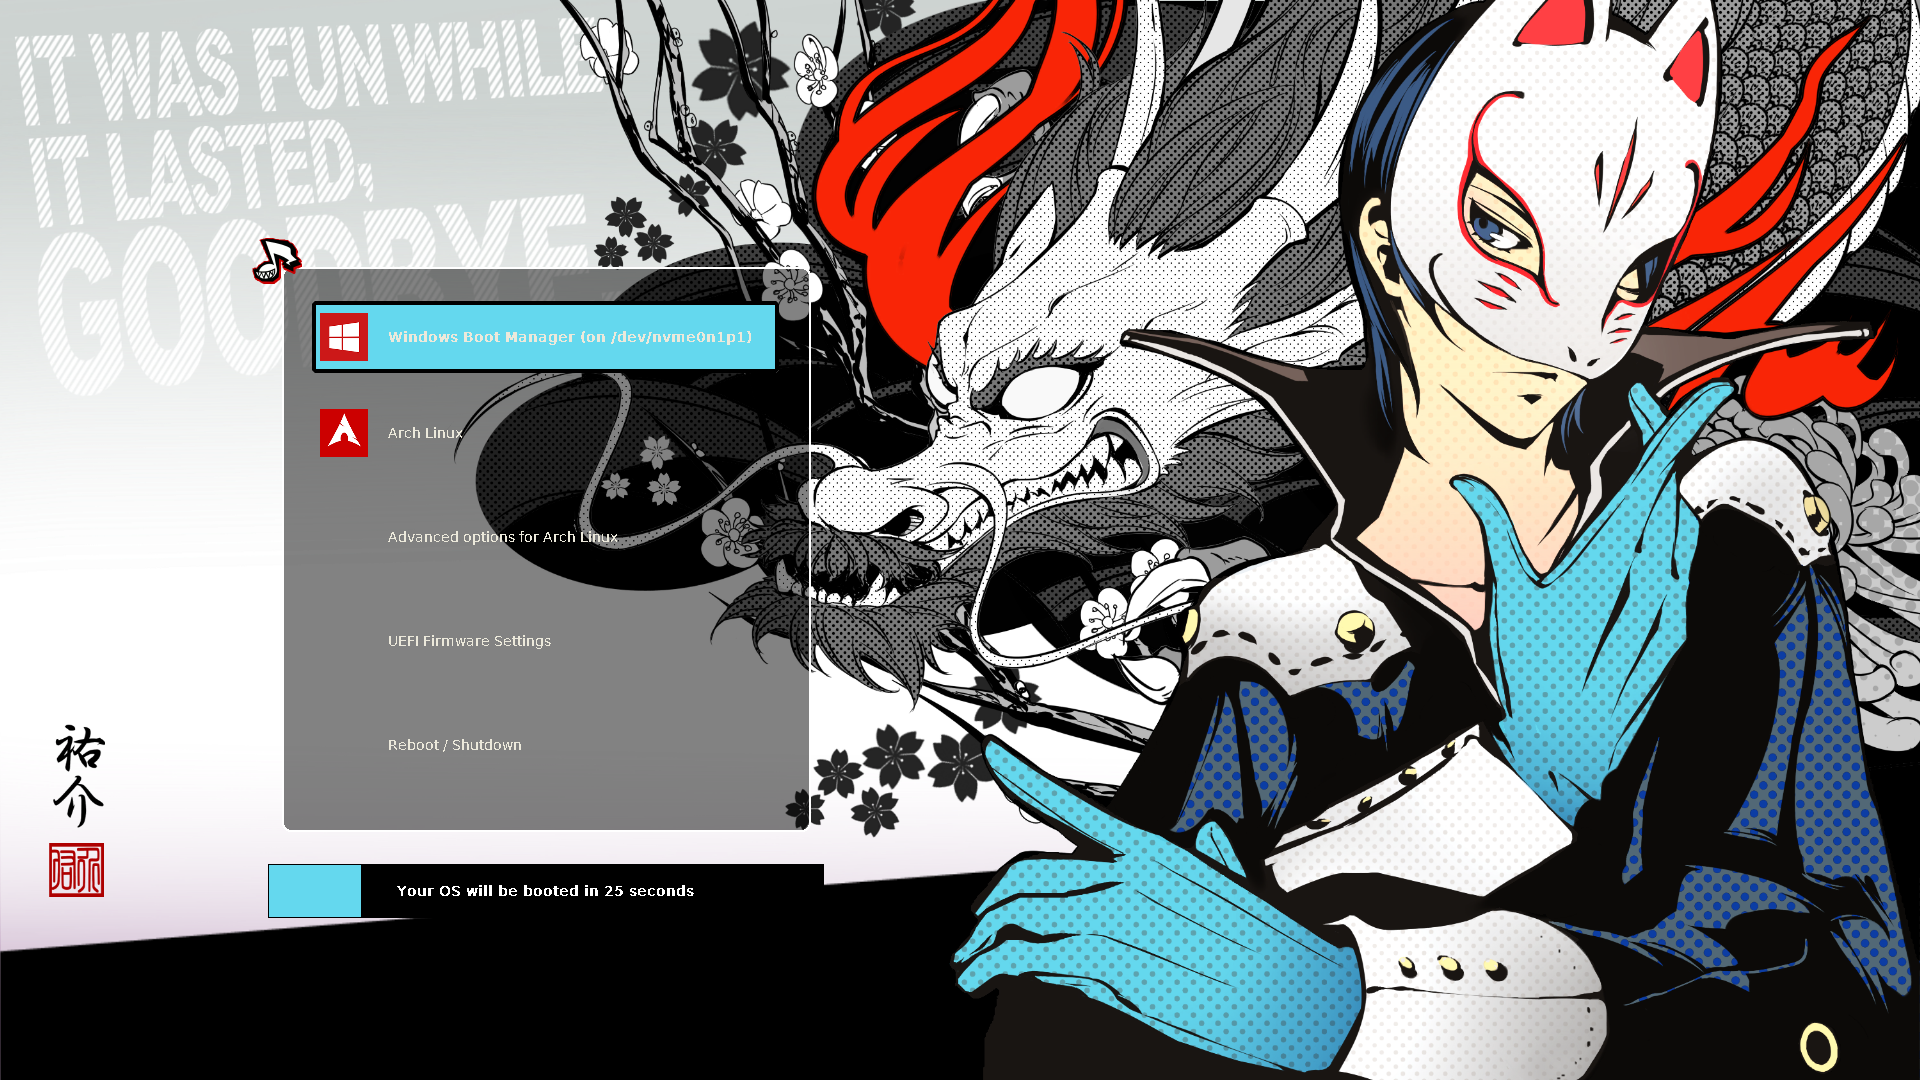 IT WAS FUN WHILE
IT LASTED,
GOODBYE.
Windows Boot Manager (on /dev/nvme0n1p1)
Arch Linux
Advanced options for Arch Linux
UEFI Firmware Settings
Reboot / Shutdown
祐
介
Your OS will be booted in 25 seconds